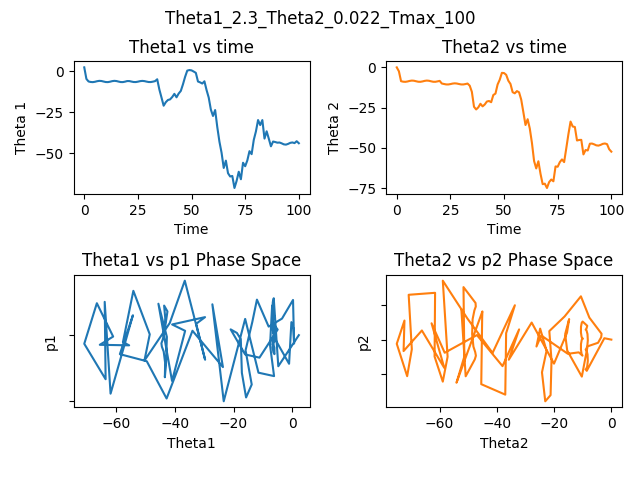 Theta1_2.3_Theta2_0.022_Tmax_100
Theta1 vs time
Theta2 vs time
0
−25
−50
Theta 1
0
25
50
75
100
Time
0
−25
−50
−75
Theta 2
0
25
50
75
100
Time
Theta1 vs p1 Phase Space
Theta2 vs p2 Phase Space
p1
−60
−40
−20
0
Theta1
p2
−60
−40
−20
0
Theta2